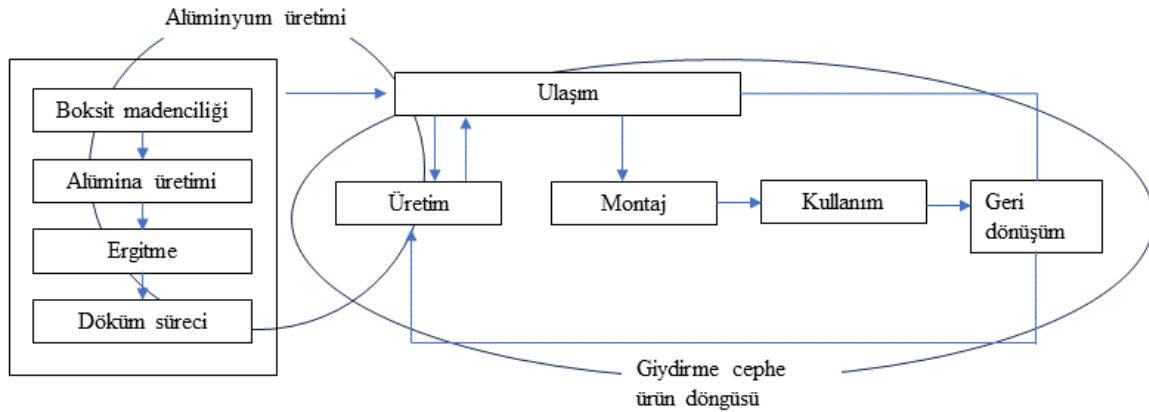 Alüminyum üretimi
Boksit madenciliği
Alümina üretimi
Ergitme
Döküm süreci
Ulaşım
Üretim
Montaj
Kullanım
Geri
dönüşüm
Giydirme cephe
ürün döngüsü